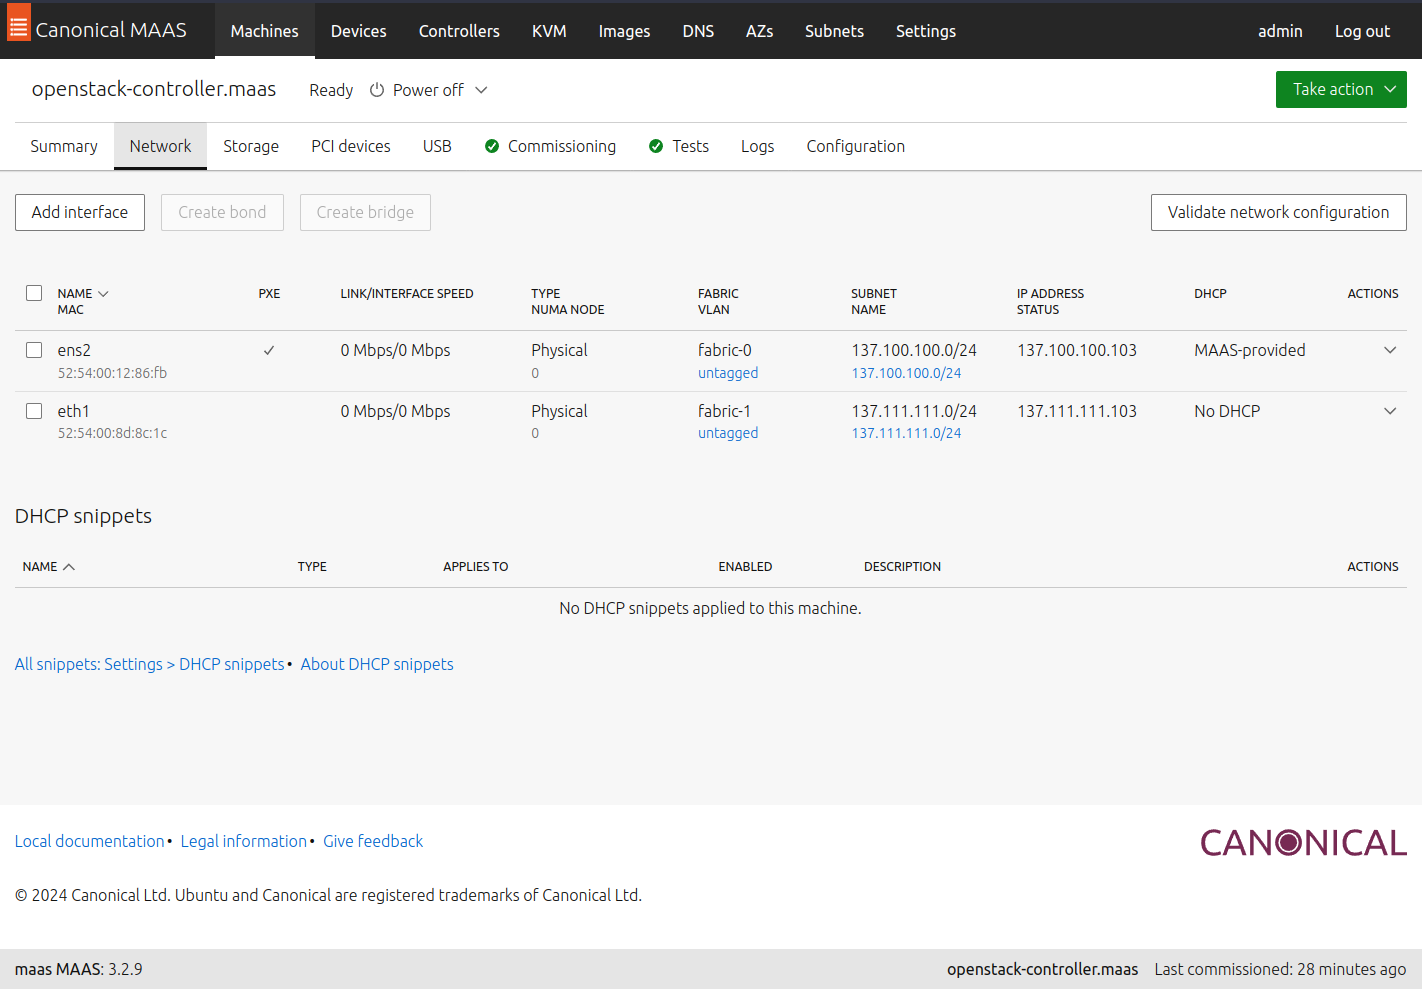 Canonical MAAS Machines Devices Controllers KVM Images DNS AZs Subnets Settings admin Log out
openstack-controller.maas Ready Power off Take action
Summary Network Storage PCI devices USB Commissioning Tests Logs Configuration
Add interface Create bond Create bridge Validate network configuration
NAME PXE LINK/INTERFACE SPEED TYPE FABRIC SUBNET IP ADDRESS DHCP ACTIONS
MAC NUMA NODE VLAN NAME STATUS
ens2 0 Mbps/0 Mbps Physical fabric-0 137.100.100.0/24 137.100.100.103 MAAS-provided
52:54:00:12:86:fb 0 untagged 137.100.100.0/24
eth1 0 Mbps/0 Mbps Physical fabric-1 137.111.111.0/24 137.111.111.103 No DHCP
52:54:00:8d:8c:1c 0 untagged 137.111.111.0/24
DHCP snippets
NAME TYPE APPLIES TO ENABLED DESCRIPTION ACTIONS
No DHCP snippets applied to this machine.
All snippets: Settings > DHCP snippets • About DHCP snippets
Local documentation • Legal information • Give feedback CANONICAL
© 2024 Canonical Ltd. Ubuntu and Canonical are registered trademarks of Canonical Ltd.
maas MAAS: 3.2.9 openstack-controller.maas Last commissioned: 28 minutes ago